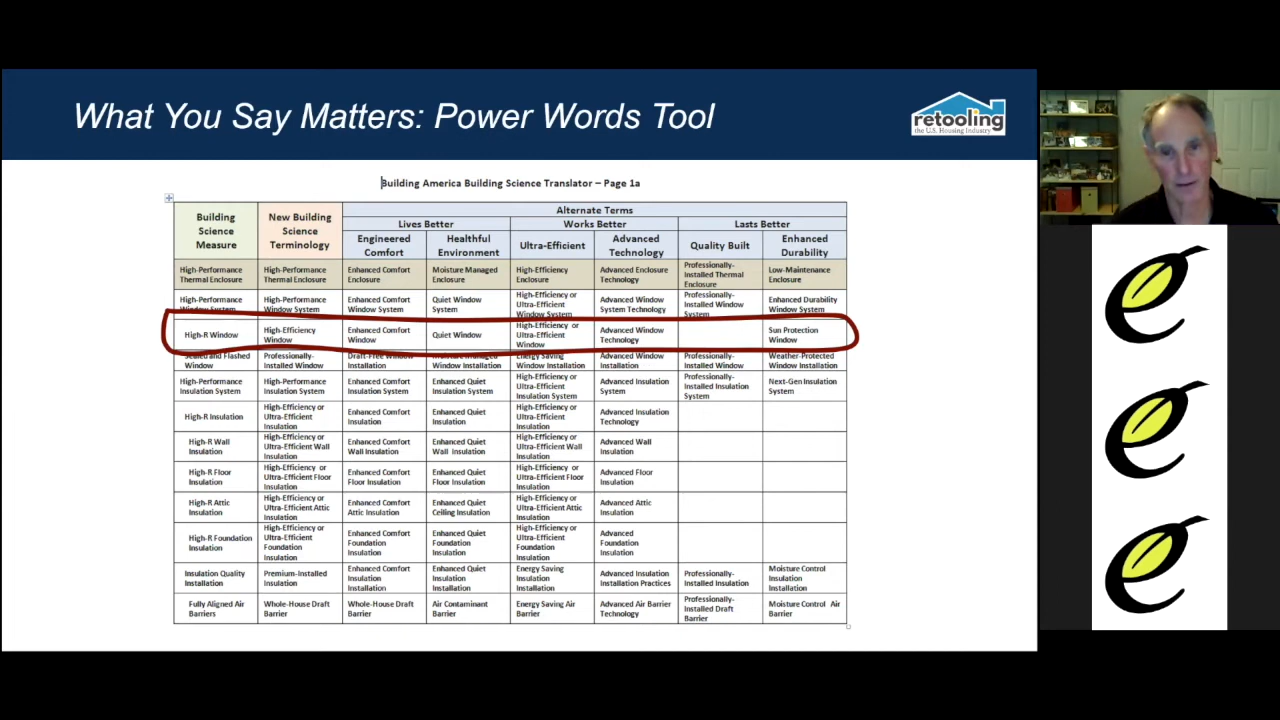 What You Say Matters: Power Words Tool
retooling
the U.S. Housing Industry
Building America Building Science Translator – Page 1a
Building
Science
Measure
New Building
Science
Terminology
Alternate Terms
Lives Better
Works Better
Lasts Better
Engineered
Comfort
Healthful
Environment
Ultra-Efficient
Advanced
Technology
Quality Built
Enhanced
Durability
High-Performance
Thermal Enclosure
High-Performance
Thermal Enclosure
Enhanced Comfort
Enclosure
Moisture Managed
Enclosure
High-Efficiency
Enclosure
Advanced Enclosure
Technology
Professionally-
Installed Thermal
Enclosure
Low-Maintenance
Enclosure
High-Performance
Window System
High-Performance
Window System
Enhanced Comfort
Window System
Quiet Window
System
High-Efficiency or
Ultra-Efficient
Window System
Advanced Window
System Technology
Professionally-
Installed Window
System
Enhanced Durability
Window System
High-R Window
High-Efficiency
Window
Enhanced Comfort
Window
Quiet Window
High-Efficiency or
Ultra-Efficient
Window
Advanced Window
Technology
Sun Protection
Window
Sealed and Flashed
Window
Professionally-
Installed Window
Draft-Free Window
Installation
Moisture Managed
Window Installation
Energy Saving
Window Installation
Advanced Window
Installation
Professionally-
Installed Window
Weather-Protected
Window Installation
High-Performance
Insulation System
High-Performance
Insulation System
Enhanced Comfort
Insulation System
Enhanced Quiet
Insulation System
High-Efficiency or
Ultra-Efficient
Insulation System
Advanced Insulation
System
Professionally-
Installed Insulation
System
Next-Gen Insulation
System
High-R Insulation
High-Efficiency or
Ultra-Efficient
Insulation
Enhanced Comfort
Insulation
Enhanced Quiet
Insulation
High-Efficiency or
Ultra-Efficient
Insulation
Advanced Insulation
Technology
High-R Wall
Insulation
High-Efficiency or
Ultra-Efficient Wall
Insulation
Enhanced Comfort
Wall Insulation
Enhanced Quiet
Wall Insulation
High-Efficiency or
Ultra-Efficient Wall
Insulation
Advanced Wall
Insulation
High-R Floor
Insulation
High-Efficiency or
Ultra-Efficient Floor
Insulation
Enhanced Comfort
Floor Insulation
Enhanced Quiet
Floor Insulation
High-Efficiency or
Ultra-Efficient Floor
Insulation
Advanced Floor
Insulation
High-R Attic
Insulation
High-Efficiency or
Ultra-Efficient Attic
Insulation
Enhanced Comfort
Attic Insulation
Enhanced Quiet
Ceiling Insulation
High-Efficiency or
Ultra-Efficient Attic
Insulation
Advanced Attic
Insulation
High-R Foundation
Insulation
High-Efficiency or
Ultra-Efficient
Foundation
Insulation
Enhanced Comfort
Foundation
Insulation
Enhanced Quiet
Foundation
Insulation
High-Efficiency or
Ultra-Efficient
Foundation
Insulation
Advanced
Foundation
Insulation
Insulation Quality
Installation
Premium-Installed
Insulation
Enhanced Comfort
Insulation
Installation
Enhanced Quiet
Insulation
Installation
Energy Saving
Insulation
Installation
Advanced Insulation
Installation Practices
Professionally-
Installed Insulation
Moisture Control
Insulation
Installation
Fully Aligned Air
Barriers
Whole-House Draft
Barrier
Whole-House Draft
Barrier
Air Contaminant
Barrier
Energy Saving Air
Barrier
Advanced Air Barrier
Technology
Professionally-
Installed Draft
Barrier
Moisture Control Air
Barrier